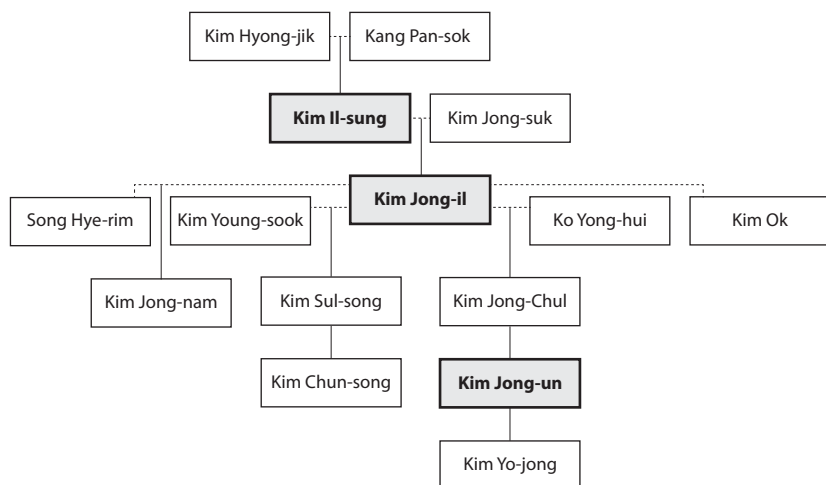 Kim Hyong-jik
Kang Pan-sok
Kim Il-sung
Kim Jong-suk
Kim Jong-il
Song Hye-rim
Kim Young-sook
Ko Yong-hui
Kim Ok
Kim Jong-nam
Kim Sul-song
Kim Jong-Chul
Kim Chun-song
Kim Jong-un
Kim Yo-jong